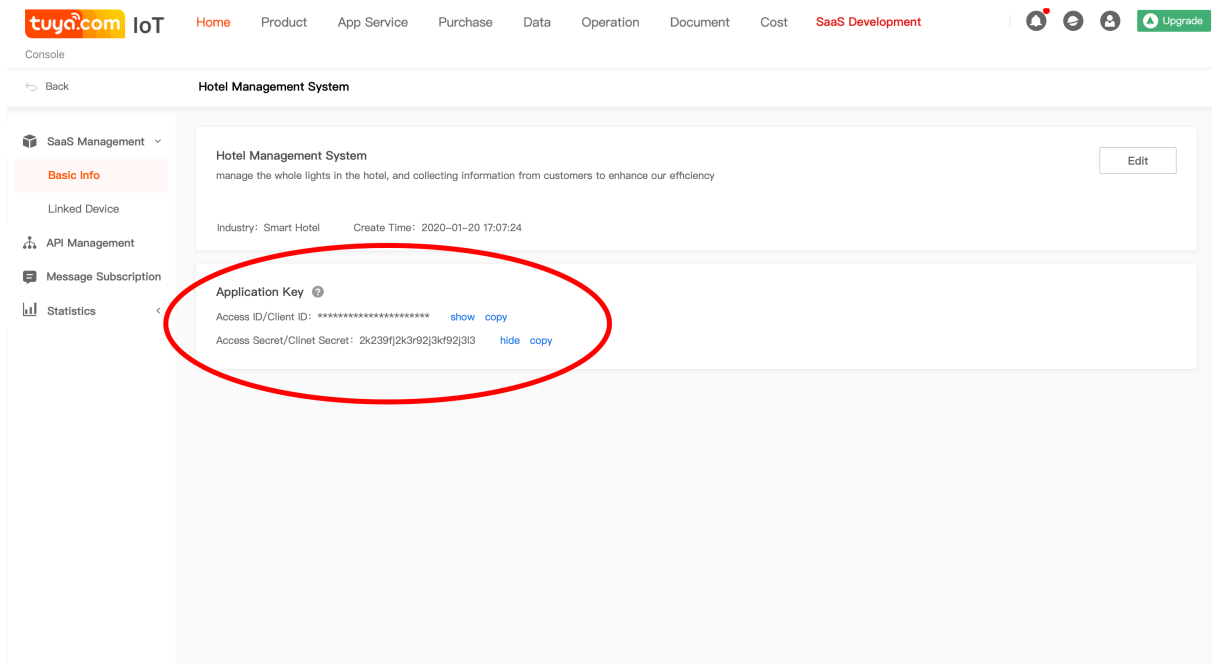 tuya.com IoT Home Product App Service Purchase Data Operation Document Cost SaaS Development Upgrade
Console
Back Hotel Management System
SaaS Management
Basic Info
Linked Device
API Management
Message Subscription
Statistics
Hotel Management System Edit
manage the whole lights in the hotel, and collecting information from customers to enhance our efficiency
Industry: Smart Hotel Create Time: 2020-01-20 17:07:24
Application Key ?
Access ID/Client ID: ********************** show copy
Access Secret/Clinet Secret: 2k239fj2k3r92j3kf92j3l3 hide copy